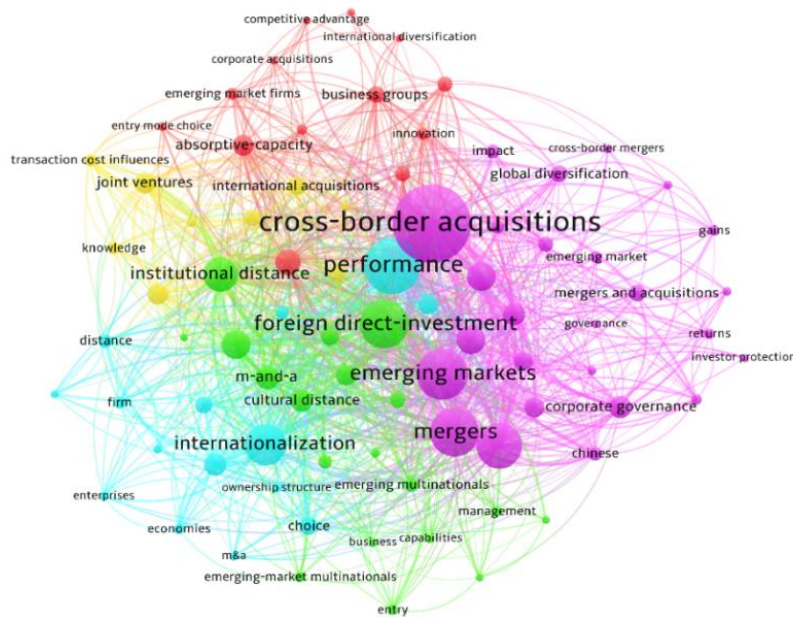 competitive advantage
international diversification
corporate acquisitions
emerging market firms
business groups
entry mode choice
innovation
absorptive-capacity
transaction cost influences
impact
cross-border mergers
joint ventures
international acquisitions
global diversification
cross-border acquisitions
gains
knowledge
emerging market
institutional distance
performance
mergers and acquisitions
foreign direct-investment
governance
distance
returns
investor protection
m-and-a
emerging markets
firm
cultural distance
corporate governance
internationalization
mergers
chinese
ownership structure
emerging multinationals
enterprises
management
economies
choice
business
capabilities
m&a
emerging-market multinationals
entry